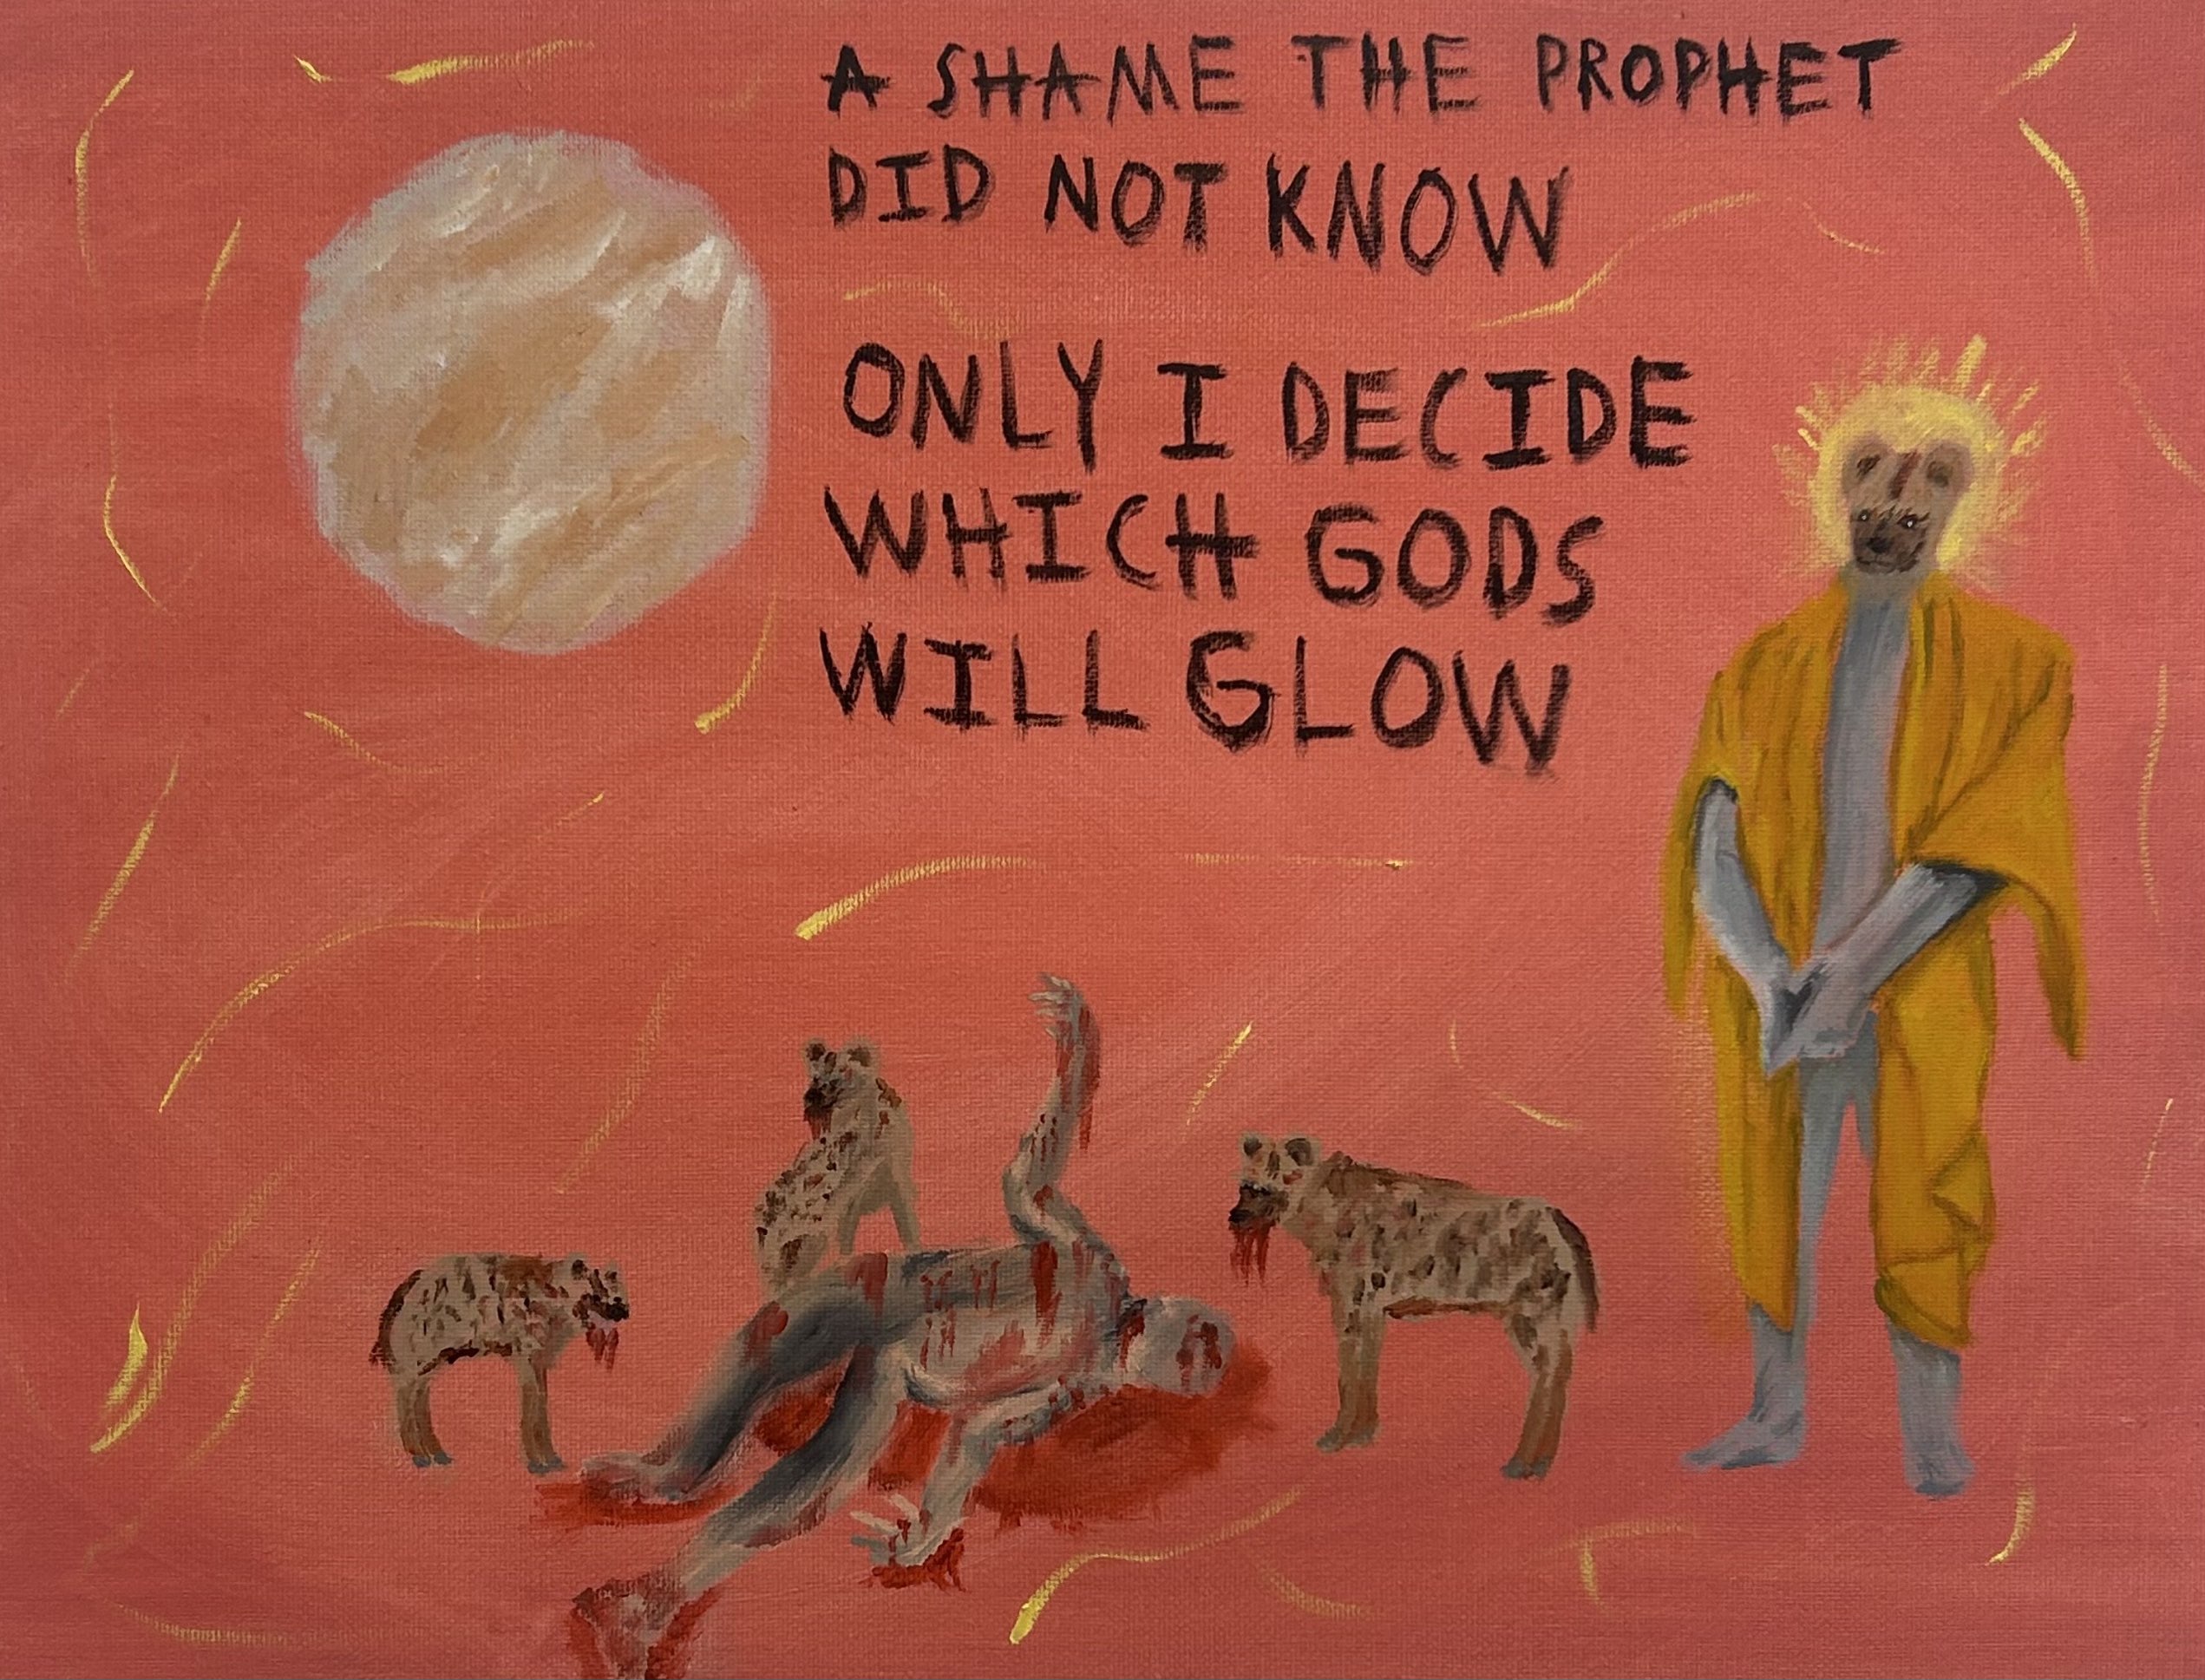 A SHAME THE PROPHET
DID NOT KNOW
ONLY I DECIDE
WHICH GODS
WILL GLOW